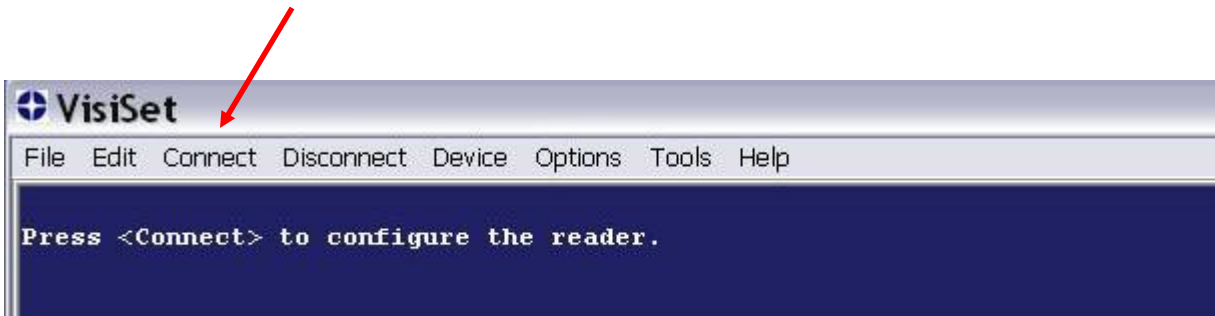 VisiSet
File Edit Connect Disconnect Device Options Tools Help
Press <Connect> to configure the reader.